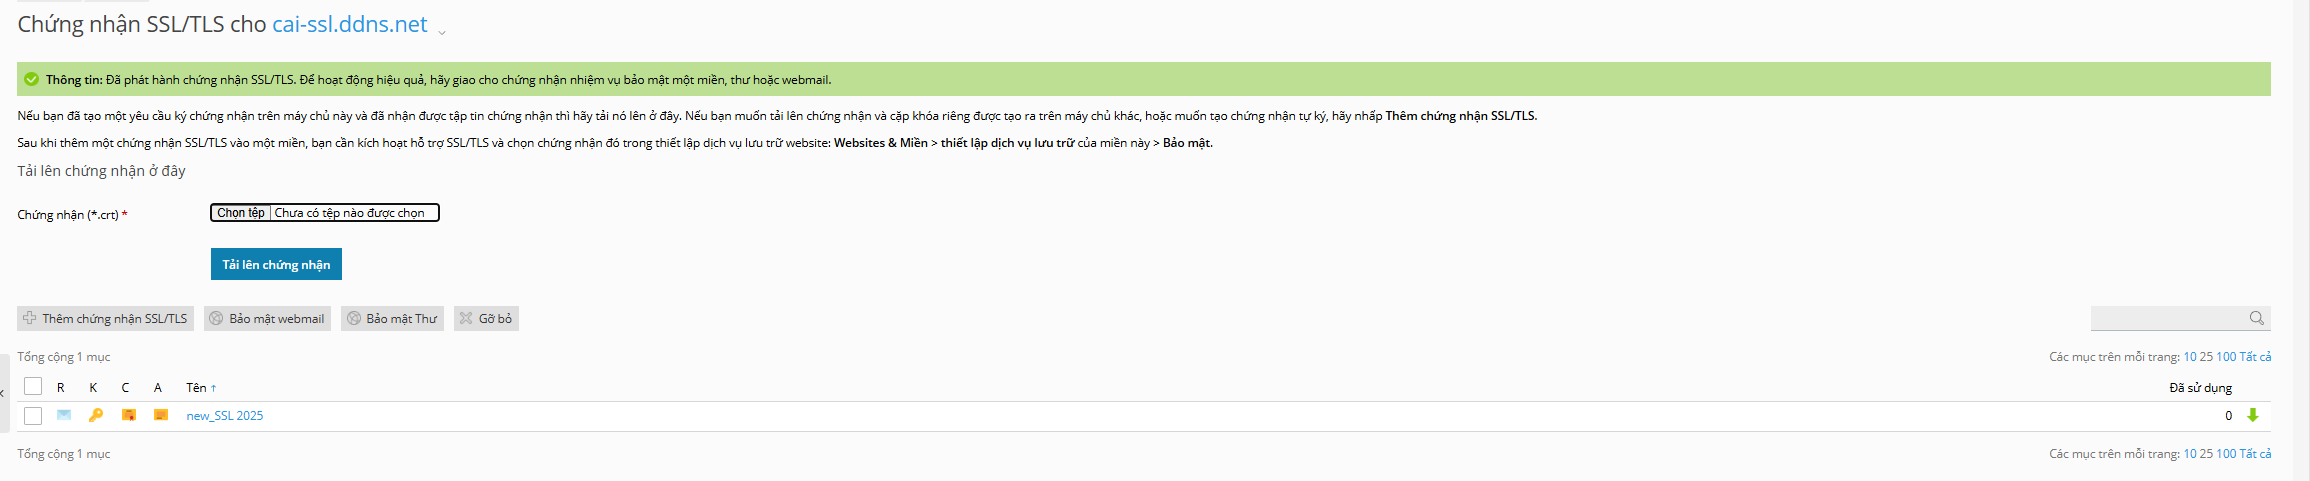 Chứng nhận SSL/TLS cho cai-ssl.ddns.net
Thông tin: Đã phát hành chứng nhận SSL/TLS. Để hoạt động hiệu quả, hãy giao cho chứng nhận nhiệm vụ bảo mật một miền, thư hoặc webmail.
Nếu bạn đã tạo một yêu cầu ký chứng nhận trên máy chủ này và đã nhận được tập tin chứng nhận thì hãy tải nó lên ở đây. Nếu bạn muốn tải lên chứng nhận và cặp khóa riêng được tạo ra trên máy chủ khác, hoặc muốn tạo chứng nhận tự ký, hãy nhấp Thêm chứng nhận SSL/TLS.
Sau khi thêm một chứng nhận SSL/TLS vào một miền, bạn cần kích hoạt hỗ trợ SSL/TLS và chọn chứng nhận đó trong thiết lập dịch vụ lưu trữ website: Websites & Miền > thiết lập dịch vụ lưu trữ của miền này > Bảo mật.
Tải lên chứng nhận ở đây
Chứng nhận (*.crt) * Chọn tệp Chưa có tệp nào được chọn
Tải lên chứng nhận
Thêm chứng nhận SSL/TLS Bảo mật webmail Bảo mật Thư Gỡ bỏ
Tổng cộng 1 mục Các mục trên mỗi trang: 10 25 100 Tất cả
R K C A Tên ↑ Đã sử dụng
new_SSL 2025 0
Tổng cộng 1 mục Các mục trên mỗi trang: 10 25 100 Tất cả